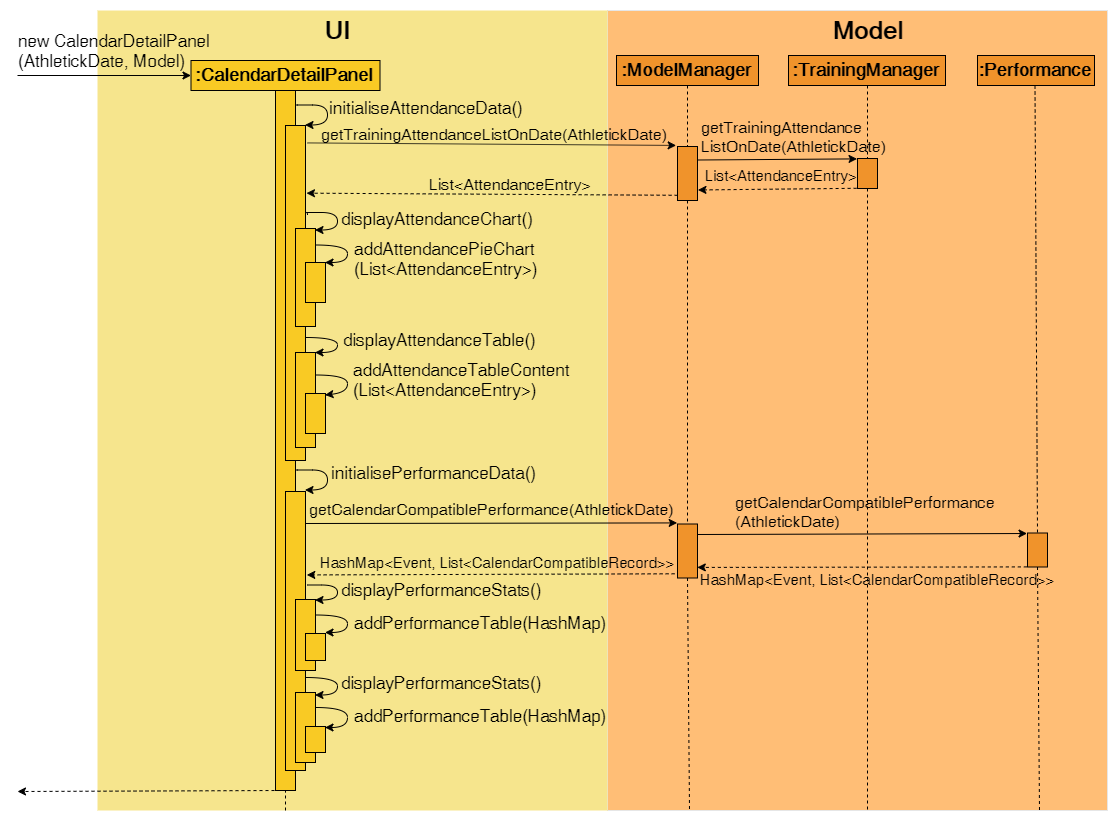 UI
Model
new CalendarDetailPanel
(AthletickDate, Model)
:CalendarDetailPanel
:ModelManager
:TrainingManager
:Performance
initialiseAttendanceData()
getTrainingAttendanceListOnDate(AthletickDate)
getTrainingAttendance
ListOnDate(AthletickDate)
List<AttendanceEntry>
List<AttendanceEntry>
displayAttendanceChart()
addAttendancePieChart
(List<AttendanceEntry>)
displayAttendanceTable()
addAttendanceTableContent
(List<AttendanceEntry>)
initialisePerformanceData()
getCalendarCompatiblePerformance(AthletickDate)
getCalendarCompatiblePerformance
(AthletickDate)
HashMap<Event, List<CalendarCompatibleRecord>>
HashMap<Event, List<CalendarCompatibleRecord>>
displayPerformanceStats()
addPerformanceTable(HashMap)
displayPerformanceStats()
addPerformanceTable(HashMap)